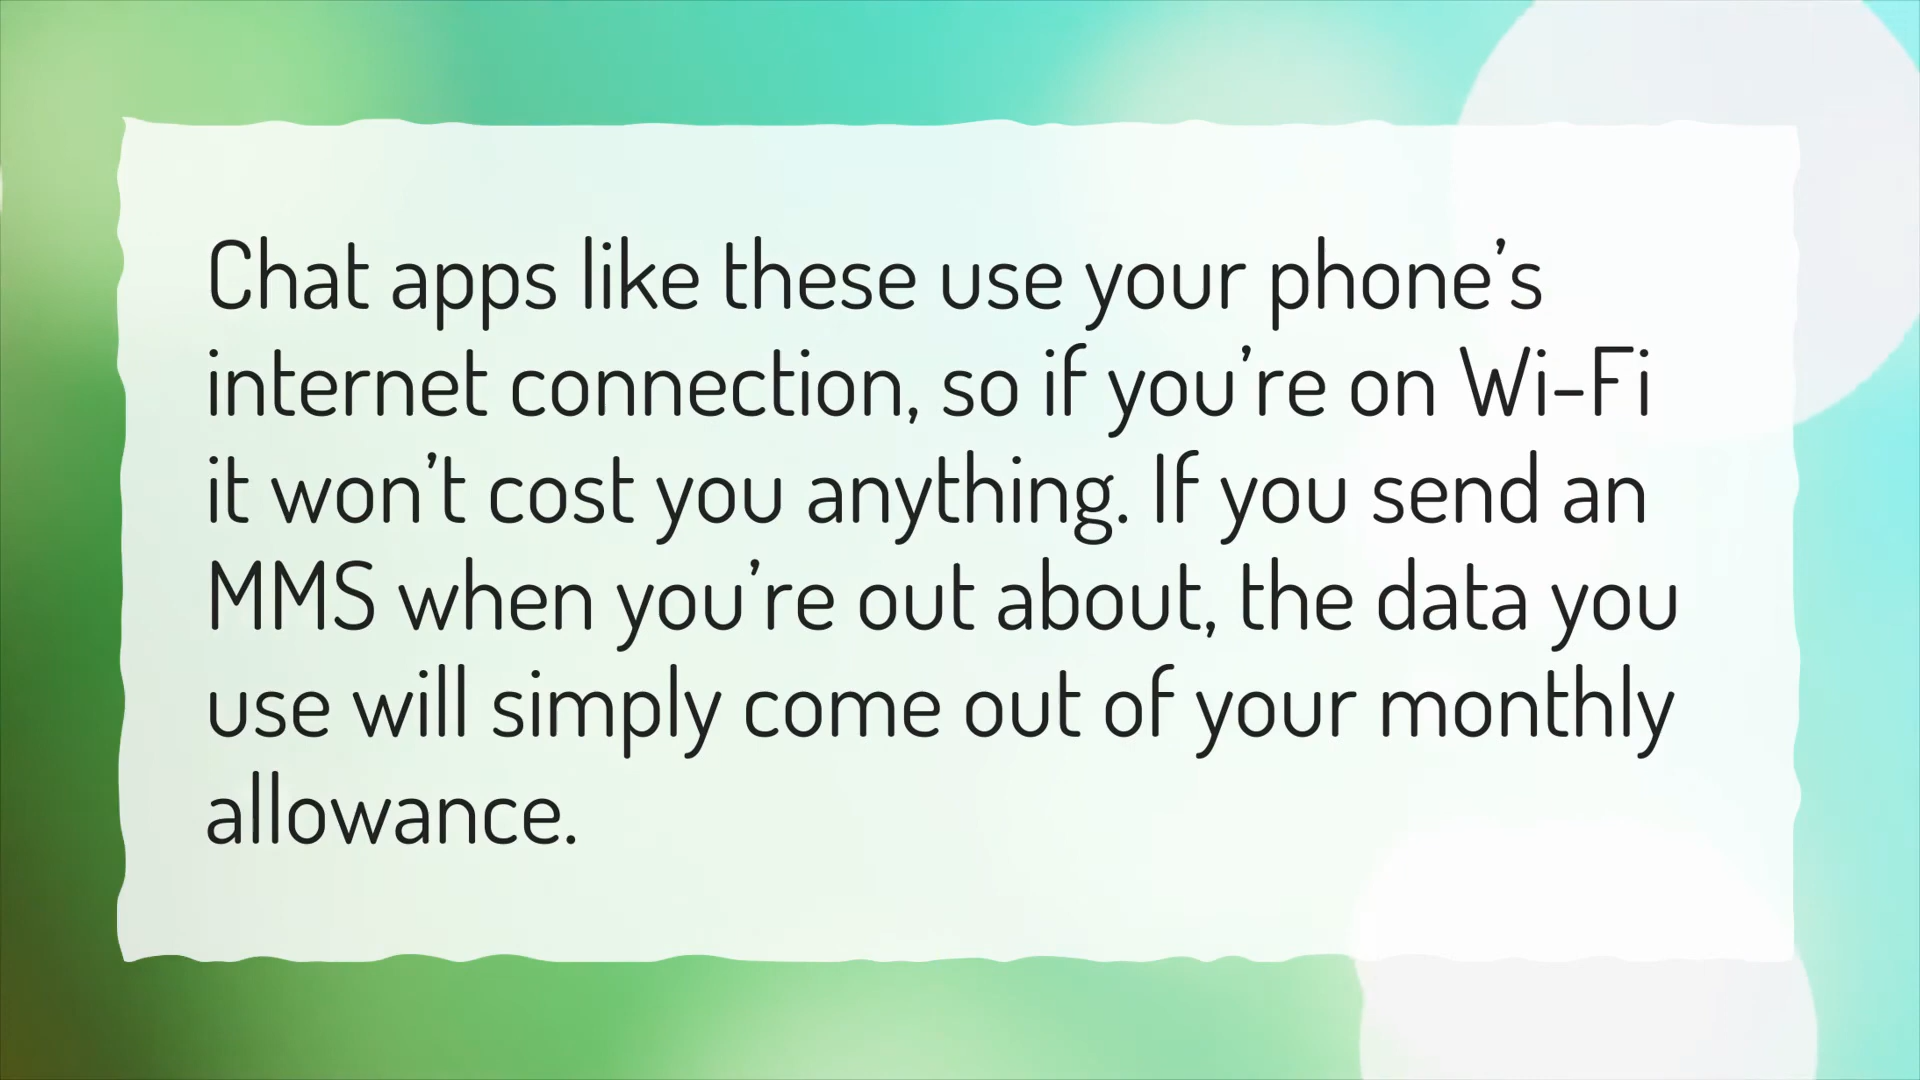 Chat apps like these use your phone’s
internet connection, so if you’re on Wi-Fi
it won’t cost you anything. If you send an
MMS when you’re out about, the data you
use will simply come out of your monthly
allowance.